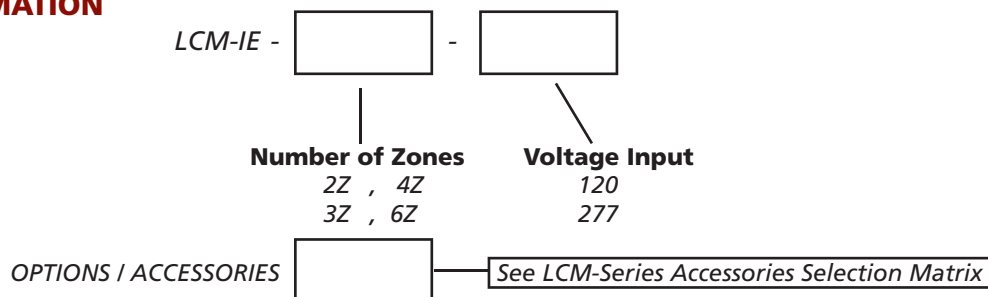 MATION
LCM-IE - -
Number of Zones Voltage Input
2Z , 4Z 120
3Z , 6Z 277
OPTIONS / ACCESSORIES See LCM-Series Accessories Selection Matrix